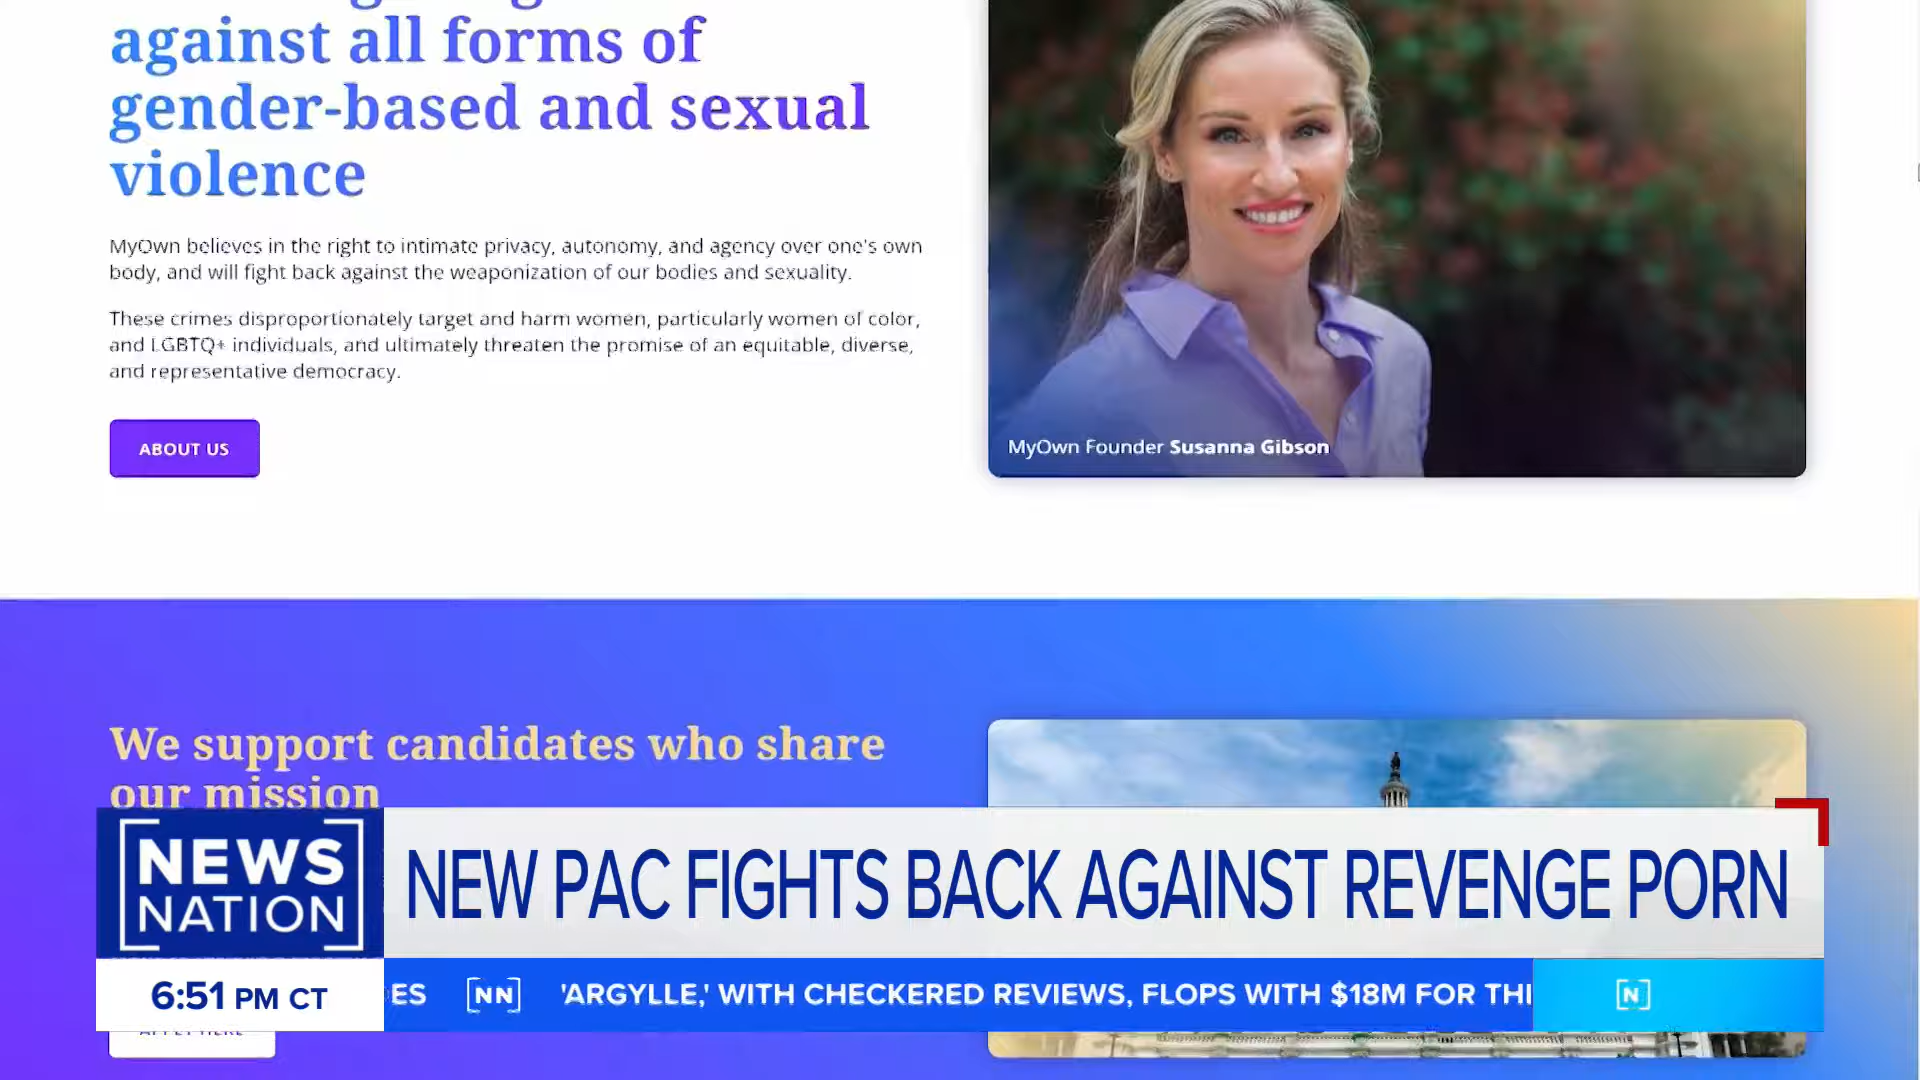 against all forms of
gender-based and sexual
violence
MyOwn believes in the right to intimate privacy, autonomy, and agency over one's own
body, and will fight back against the weaponization of our bodies and sexuality.
These crimes disproportionately target and harm women, particularly women of color,
and LGBTQ+ individuals, and ultimately threaten the promise of an equitable, diverse,
and representative democracy.
ABOUT US
MyOwn Founder Susanna Gibson
We support candidates who share
our mission
NEWS
NATION
NEW PAC FIGHTS BACK AGAINST REVENGE PORN
6:51 PM CT
ES NN 'ARGYLLE,' WITH CHECKERED REVIEWS, FLOPS WITH $18M FOR THE
N